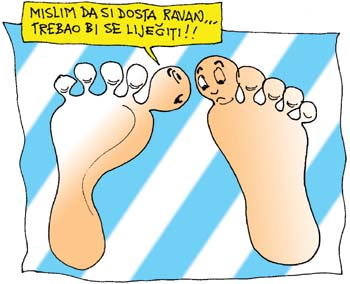 MISLIM DA SI DOSTA RAVAN,,,
TREBAO BI SE LIJEČITI!!